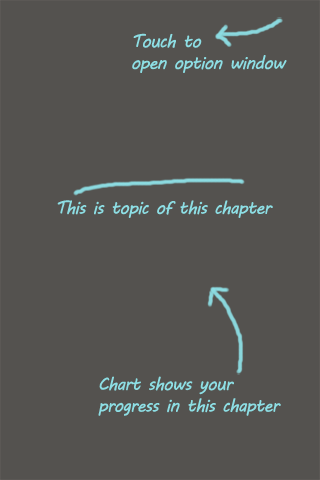 Touch to
open option window
This is topic of this chapter
Chart shows your
progress in this chapter